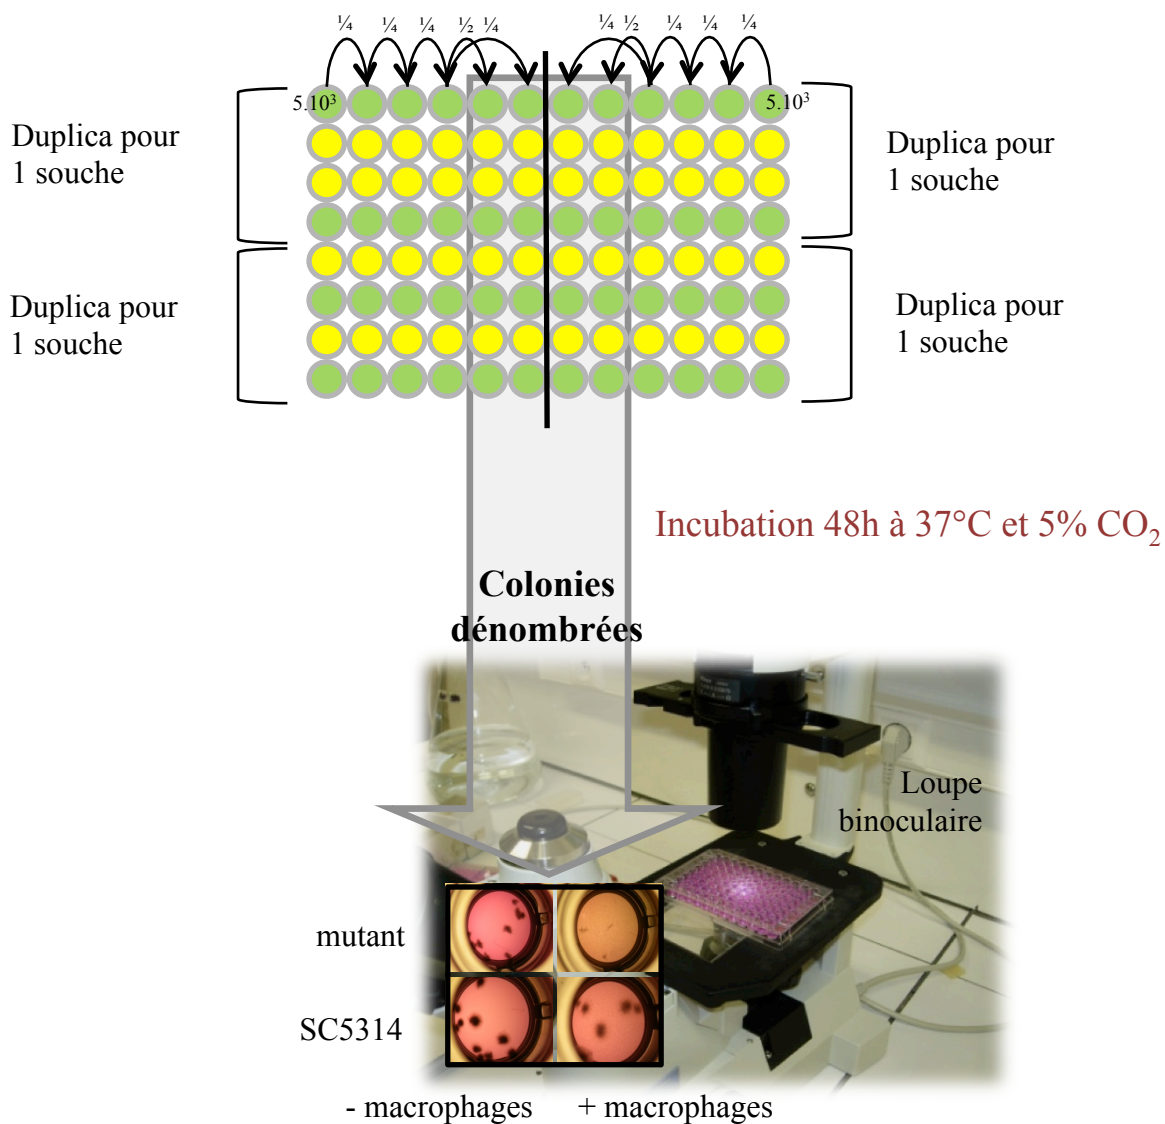 ¼ ¼ ¼ ½ ¼ ¼ ½ ¼ ¼ ¼
5.10³ 5.10³
Duplica pour
1 souche
Duplica pour
1 souche
Duplica pour
1 souche
Duplica pour
1 souche
Incubation 48h à 37°C et 5% CO₂
Colonies
dénombrées
Loupe
binoculaire
mutant
SC5314
- macrophages + macrophages